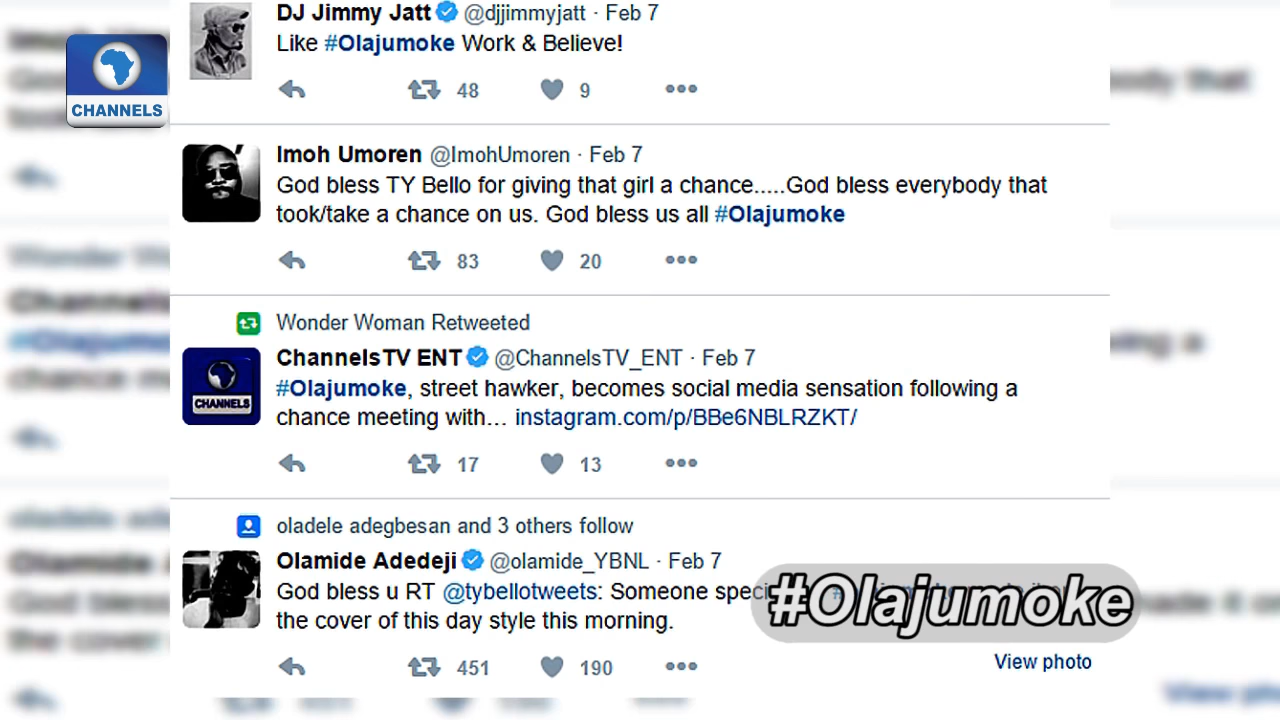 CHANNELS
DJ Jimmy Jatt @djjimmyjatt · Feb 7
Like #Olajumoke Work & Believe!
48 9
Imoh Umoren @ImohUmoren · Feb 7
God bless TY Bello for giving that girl a chance.....God bless everybody that
took/take a chance on us. God bless us all #Olajumoke
83 20
Wonder Woman Retweeted
ChannelsTV ENT @ChannelsTV_ENT · Feb 7
CHANNELS
#Olajumoke, street hawker, becomes social media sensation following a
chance meeting with… instagram.com/p/BBe6NBLRZKT/
17 13
oladele adegbesan and 3 others follow
Olamide Adedeji @olamide_YBNL · Feb 7
God bless u RT @tybellotweets: Someone
the cover of this day style this morning.
#Olajumoke
451 190
View photo